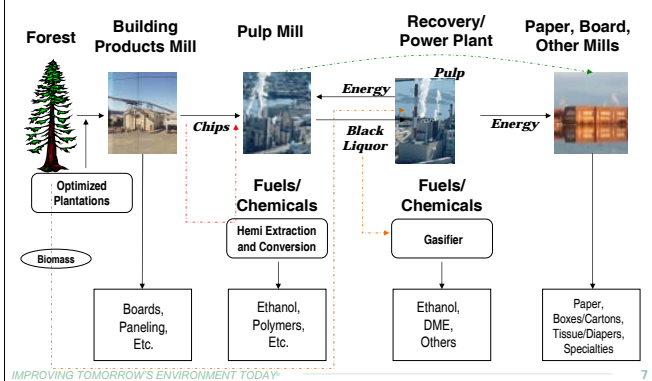 Forest
Building
Products Mill
Pulp Mill
Recovery/
Power Plant
Paper, Board,
Other Mills
Pulp
Energy
Chips
Black
Liquor
Energy
Optimized
Plantations
Fuels/
Chemicals
Fuels/
Chemicals
Hemi Extraction
and Conversion
Gasifier
Biomass
Boards,
Paneling,
Etc.
Ethanol,
Polymers,
Etc.
Ethanol,
DME,
Others
Paper,
Boxes/Cartons,
Tissue/Diapers,
Specialties
IMPROVING TOMORROW'S ENVIRONMENT TODAY
7